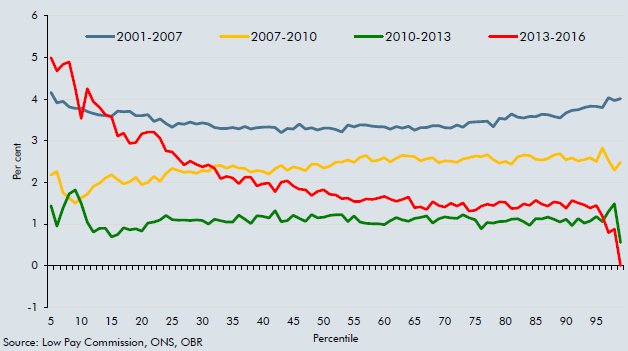 2001-2007 2007-2010 2010-2013 2013-2016
6
5
4
3
2
1
0
-1
Per cent
5 10 15 20 25 30 35 40 45 50 55 60 65 70 75 80 85 90 95
Percentile
Source: Low Pay Commission, ONS, OBR